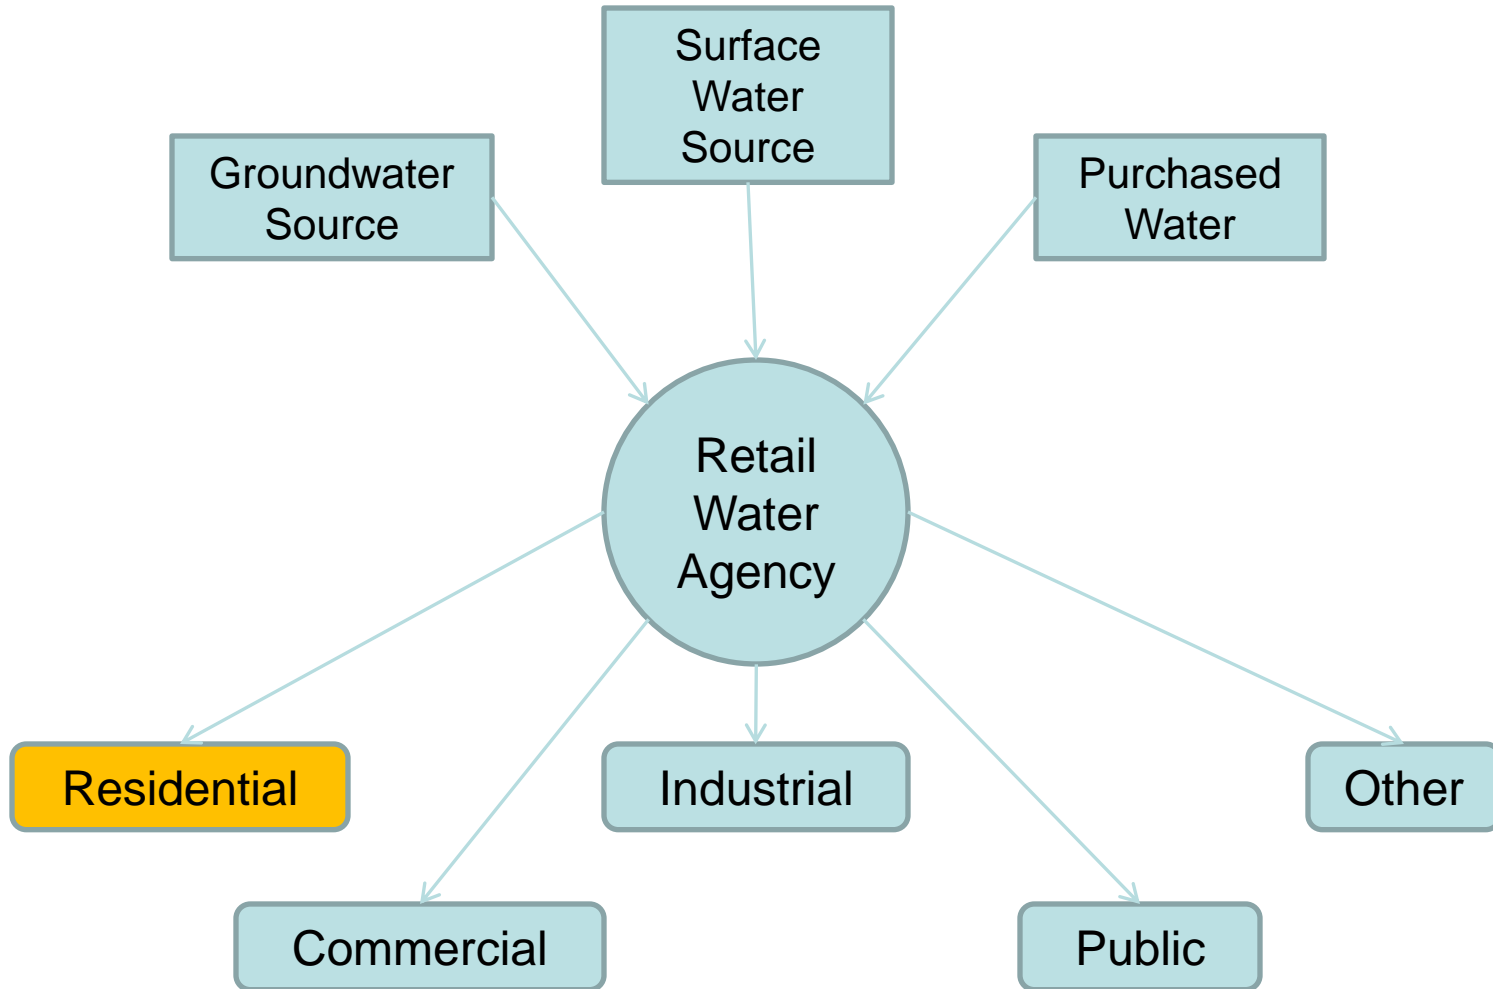 Surface
Water
Source
Groundwater
Source
Purchased
Water
Retail
Water
Agency
Residential
Industrial
Other
Commercial
Public